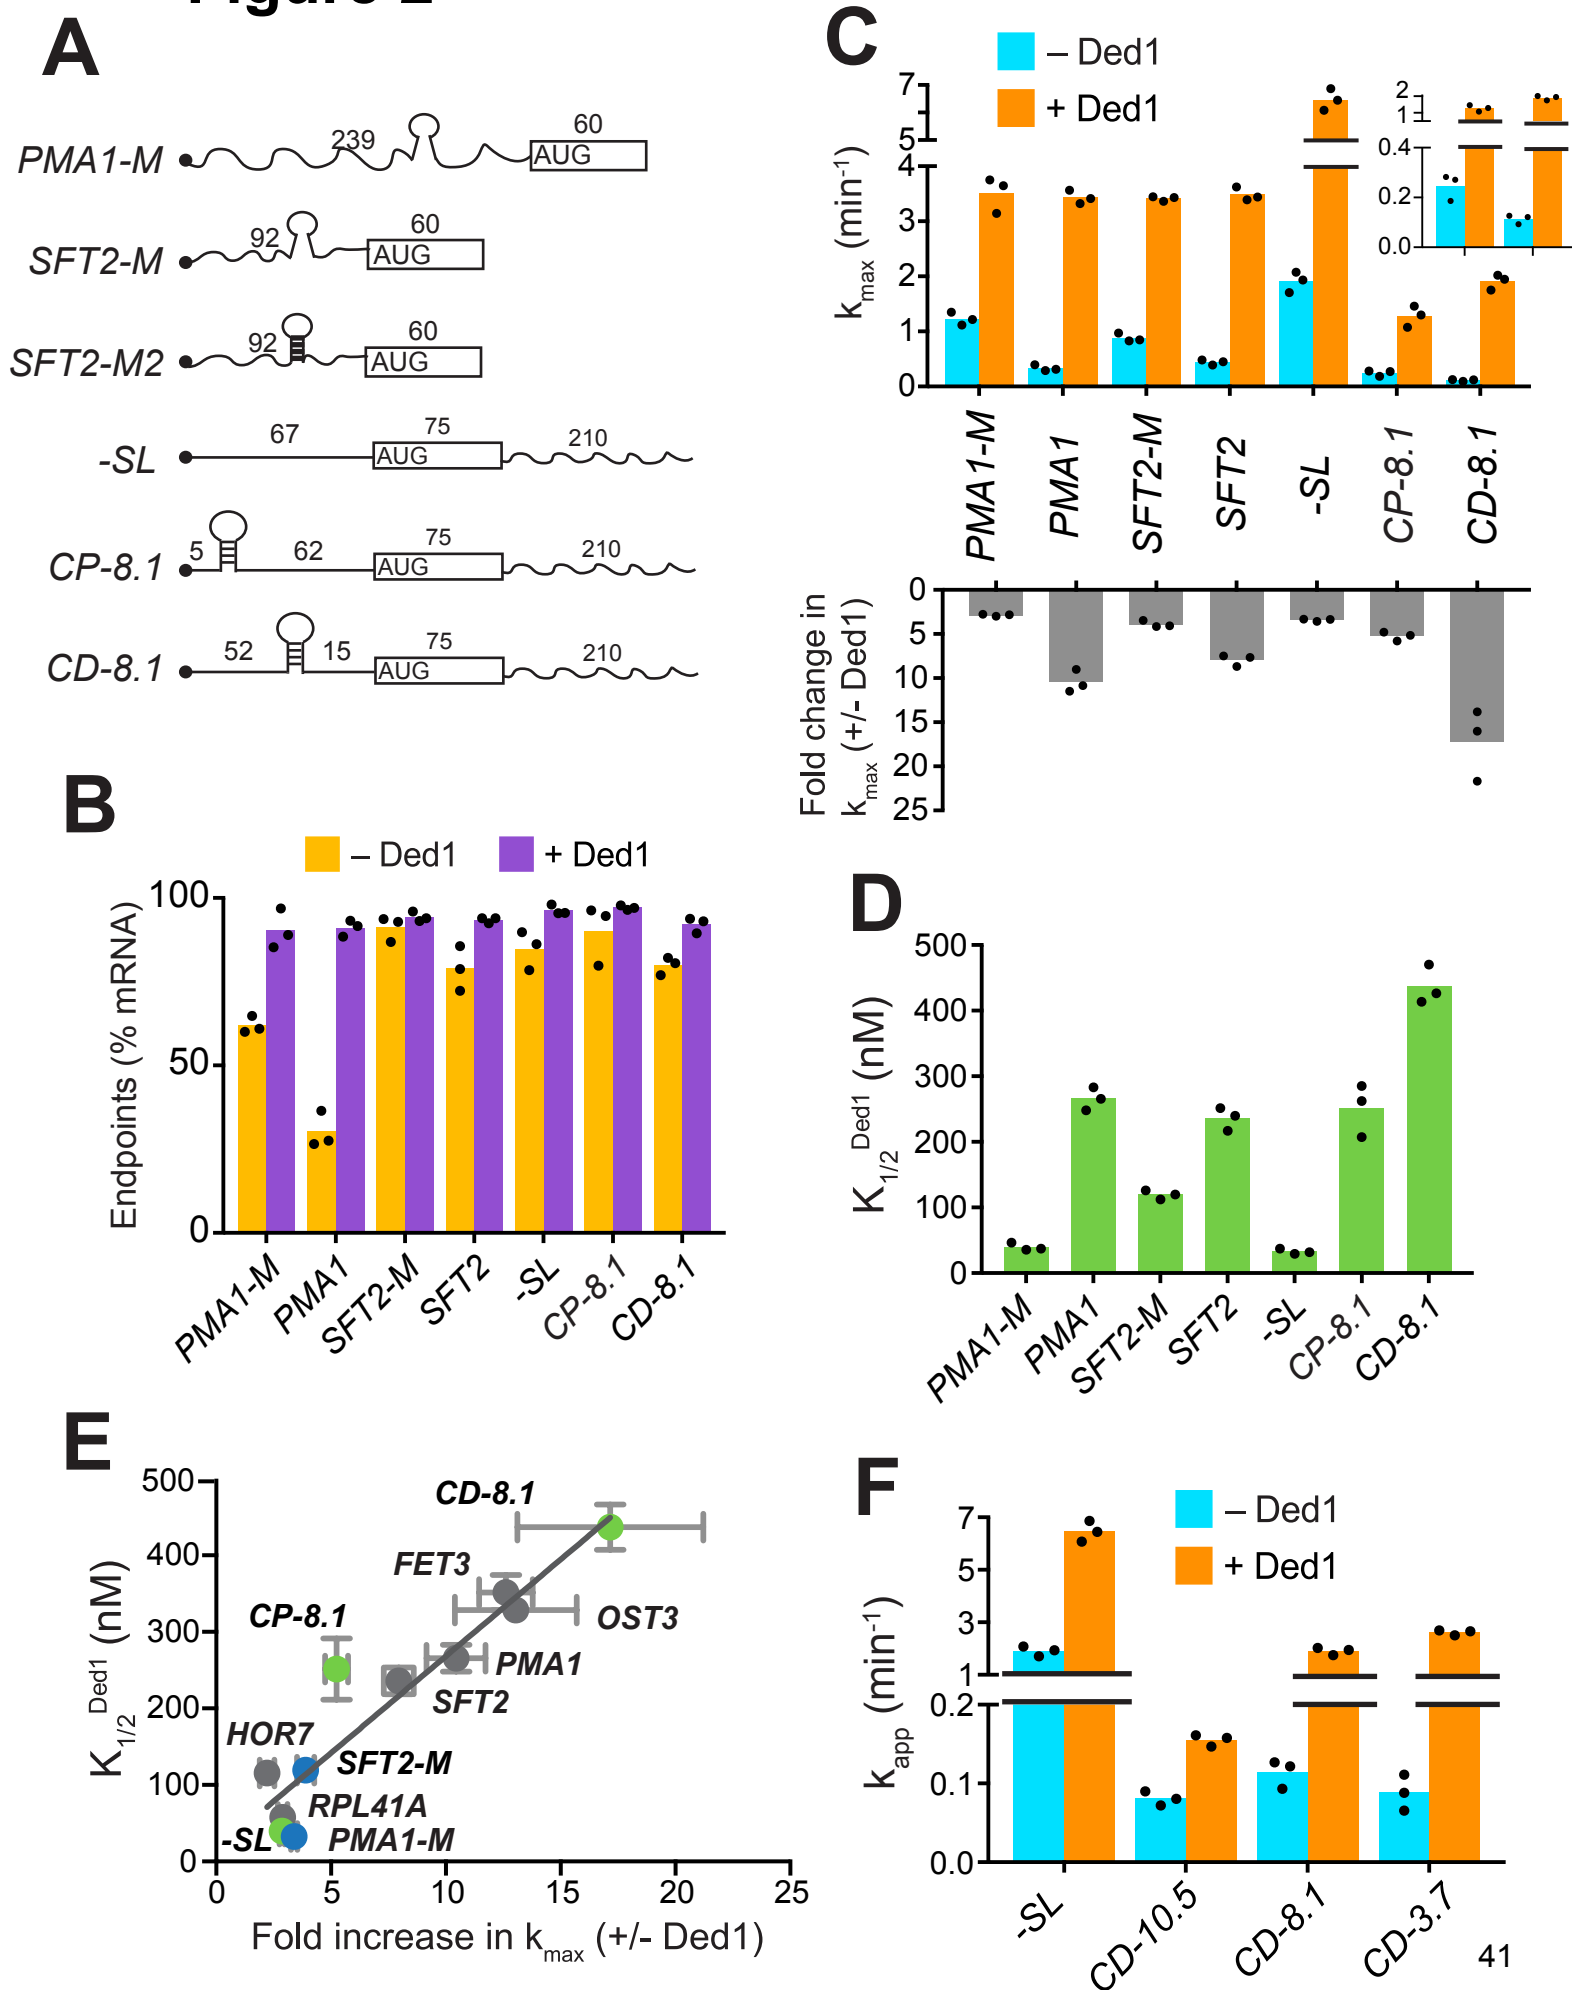 Figure 2
A
PMA1-M
239
60
AUG
SFT2-M
92
60
AUG
SFT2-M2
92
60
AUG
-SL
67
75
AUG
210
CP-8.1
5
62
75
AUG
210
CD-8.1
52
15
75
AUG
210
B
– Ded1
+ Ded1
Endpoints (% mRNA)
100
50
0
PMA1-M
PMA1
SFT2-M
SFT2
-SL
CP-8.1
CD-8.1
C
– Ded1
+ Ded1
kmax (min-1)
7
5
4
3
2
1
0
2
1
0.4
0.2
0.0
PMA1-M
PMA1
SFT2-M
SFT2
-SL
CP-8.1
CD-8.1
Fold change in
kmax (+/- Ded1)
0
5
10
15
20
25
D
K1/2 Ded1 (nM)
500
400
300
200
100
0
PMA1-M
PMA1
SFT2-M
SFT2
-SL
CP-8.1
CD-8.1
E
K1/2 Ded1 (nM)
500
400
300
200
100
0
CD-8.1
FET3
OST3
CP-8.1
PMA1
SFT2
HOR7
SFT2-M
RPL41A
-SL
PMA1-M
0
5
10
15
20
25
Fold increase in kmax (+/- Ded1)
F
– Ded1
+ Ded1
kapp (min-1)
7
5
3
1
0.2
0.1
0.0
-SL
CD-10.5
CD-8.1
CD-3.7
41